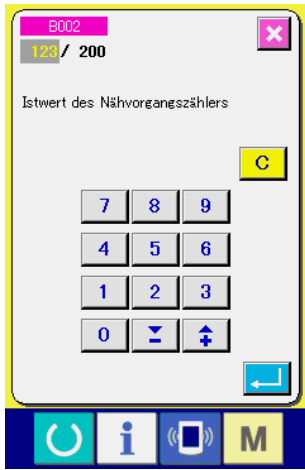 B002
123/ 200
Istwert des Nähvorgangszählers
C
7 8 9
4 5 6
1 2 3
0
i M